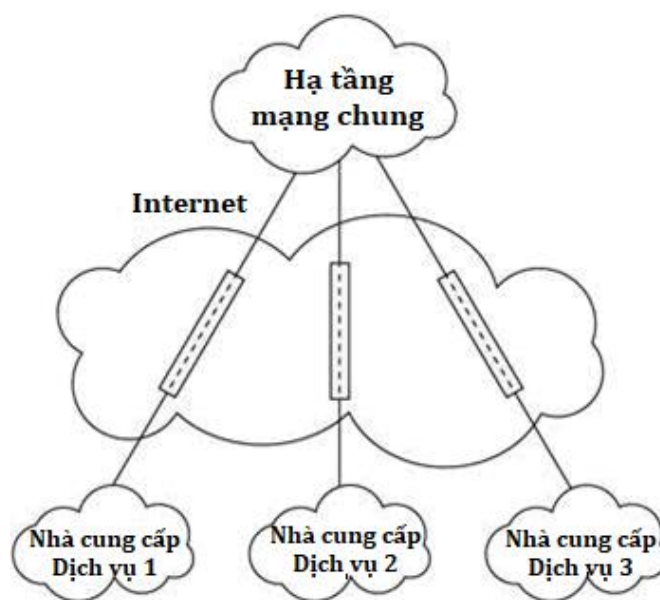 Hạ tầng
mạng chung
Internet
Nhà cung cấp
Dịch vụ 1
Nhà cung cấp
Dịch vụ 2
Nhà cung cấp
Dịch vụ 3